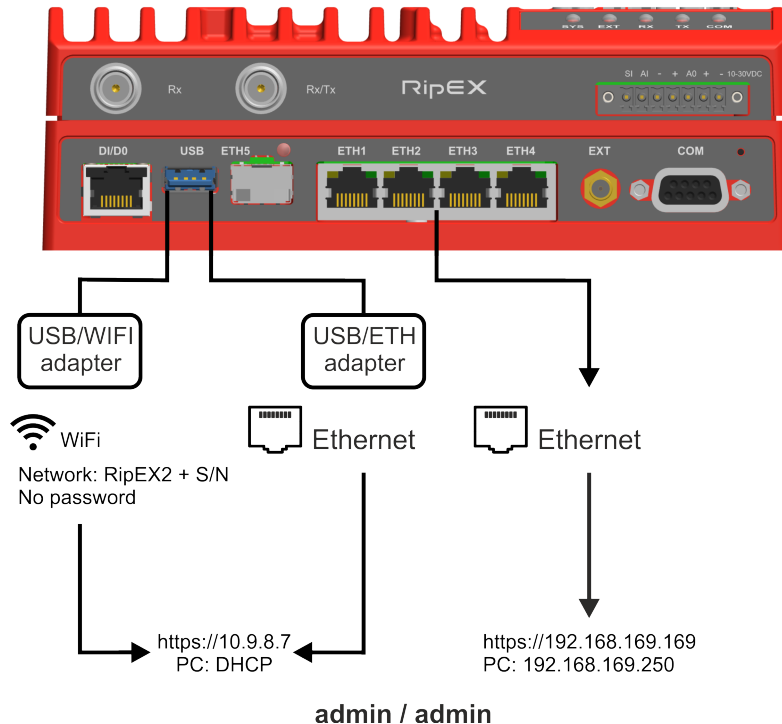 SYS EXT RX TX COM
Rx
Rx/Tx
RipEX
SI AI - + A0 + - 10-30VDC
DI/D0
USB
ETH5
ETH1
ETH2
ETH3
ETH4
EXT
COM
USB/WIFI
adapter
USB/ETH
adapter
WiFi
Network: RipEX2 + S/N
No password
Ethernet
Ethernet
https://10.9.8.7
PC: DHCP
https://192.168.169.169
PC: 192.168.169.250
admin / admin